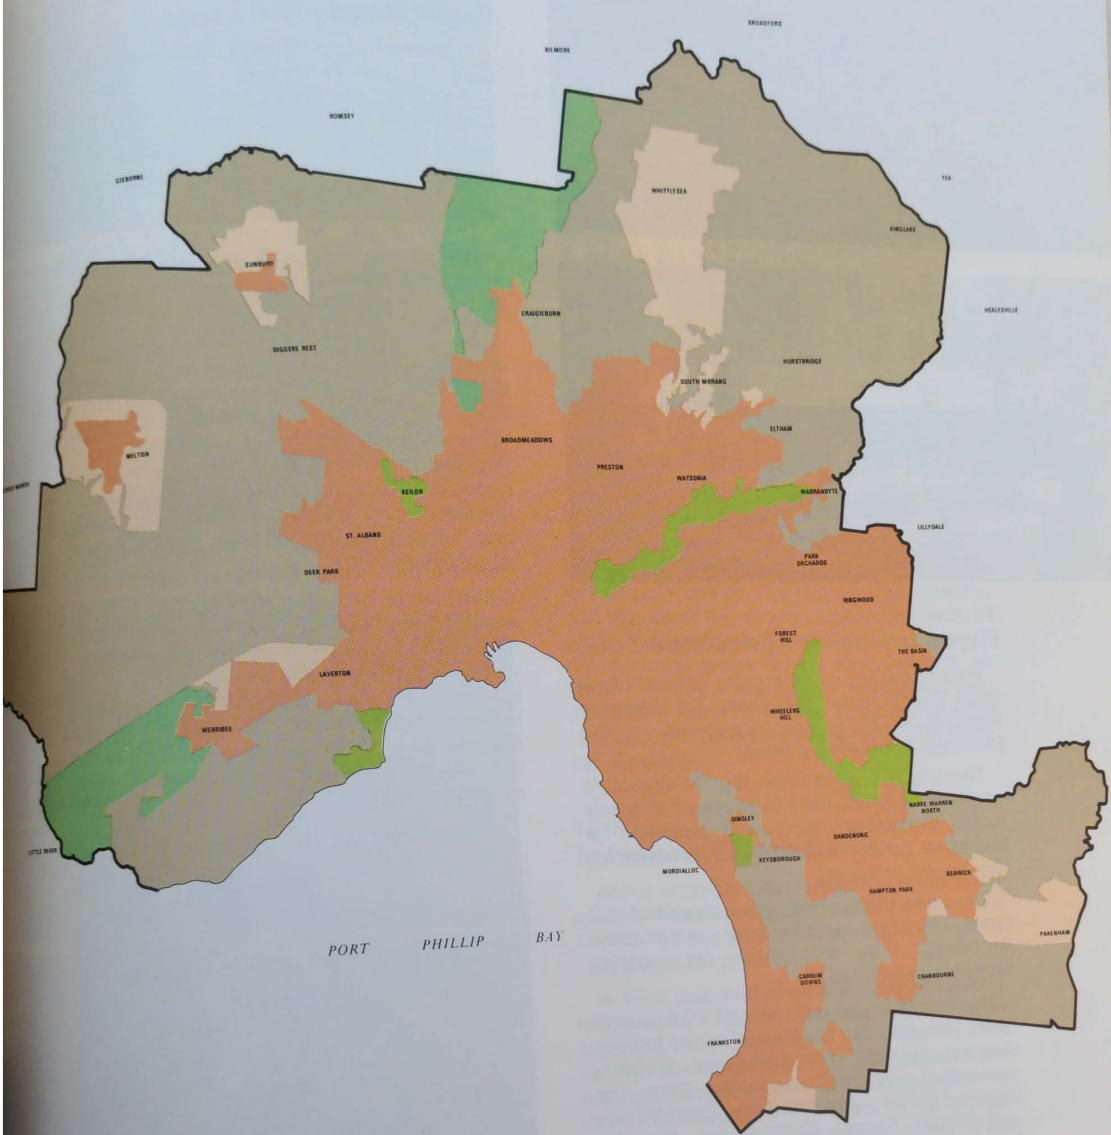 BROADFORD
KILMORE
ROMSEY
GISBORNE
YEA
WHITTLESEA
KINGLAKE
SUNBURY
HEALESVILLE
CRAIGIEBURN
DIGGERS REST
HURSTBRIDGE
SOUTH MORANG
ELTHAM
BROADMEADOWS
MELTON
PRESTON
WATSONIA
KEILOR
WARRANDYTE
LILLYDALE
ST. ALBANS
PARK
ORCHARDS
DEER PARK
RINGWOOD
FOREST
HILL
THE BASIN
LAVERTON
WHEELERS
HILL
WERRIBEE
NARRE WARREN
NORTH
DINGLEY
DANDENONG
LITTLE RIVER
KEYSBOROUGH
MORDIALLOC
BERWICK
HAMPTON PARK
PAKENHAM
PORT PHILLIP BAY
CARRUM
DOWNS
CRANBOURNE
FRANKSTON